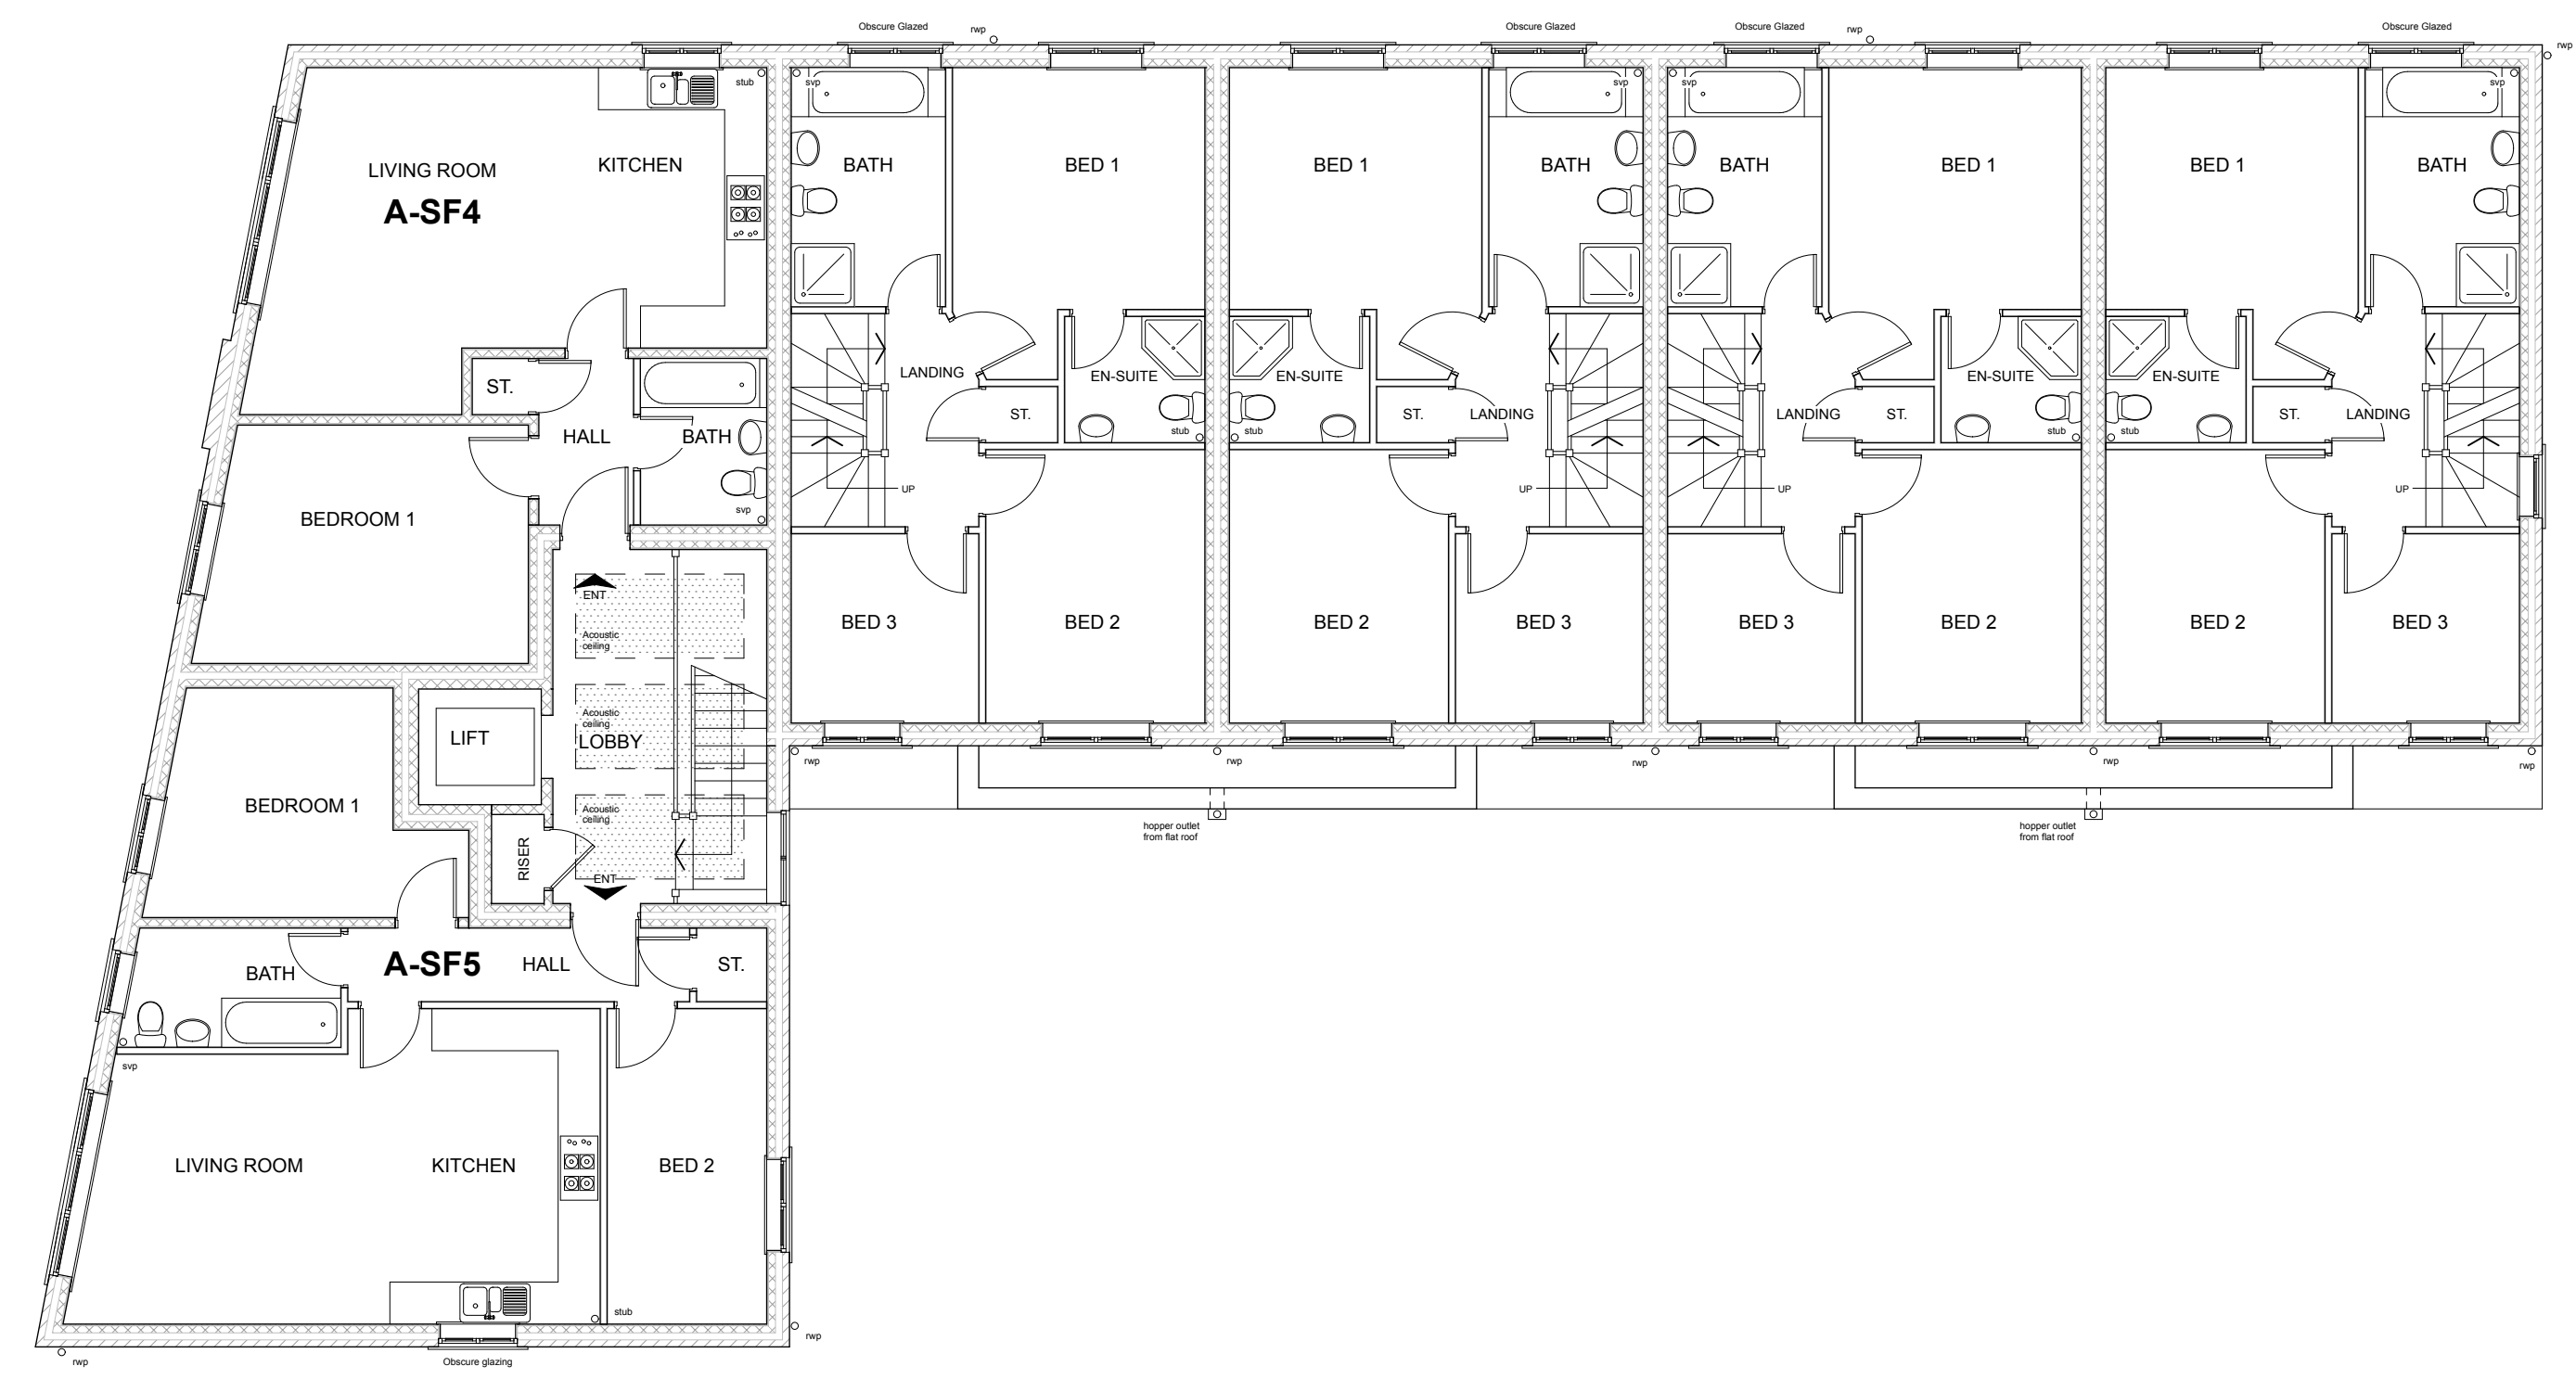 Obscure Glazed
rwp
Obscure Glazed
Obscure Glazed
rwp
Obscure Glazed
rwp
stub
svp
svp
svp
svp
LIVING ROOM
KITCHEN
A-SF4
BATH
BED 1
BED 1
BATH
BATH
BED 1
BED 1
BATH
ST.
HALL
BATH
svp
LANDING
EN-SUITE
ST.
stub
UP
EN-SUITE
ST.
LANDING
stub
UP
LANDING
ST.
EN-SUITE
stub
UP
EN-SUITE
ST.
LANDING
stub
UP
BEDROOM 1
ENT
Acoustic
ceiling
BED 3
BED 2
BED 2
BED 3
BED 3
BED 2
BED 2
BED 3
LIFT
Acoustic
ceiling
LOBBY
rwp
rwp
rwp
rwp
rwp
BEDROOM 1
Acoustic
ceiling
RISER
ENT
hopper outlet
from flat roof
hopper outlet
from flat roof
BATH
A-SF5
HALL
ST.
svp
LIVING ROOM
KITCHEN
BED 2
stub
rwp
rwp
Obscure glazing